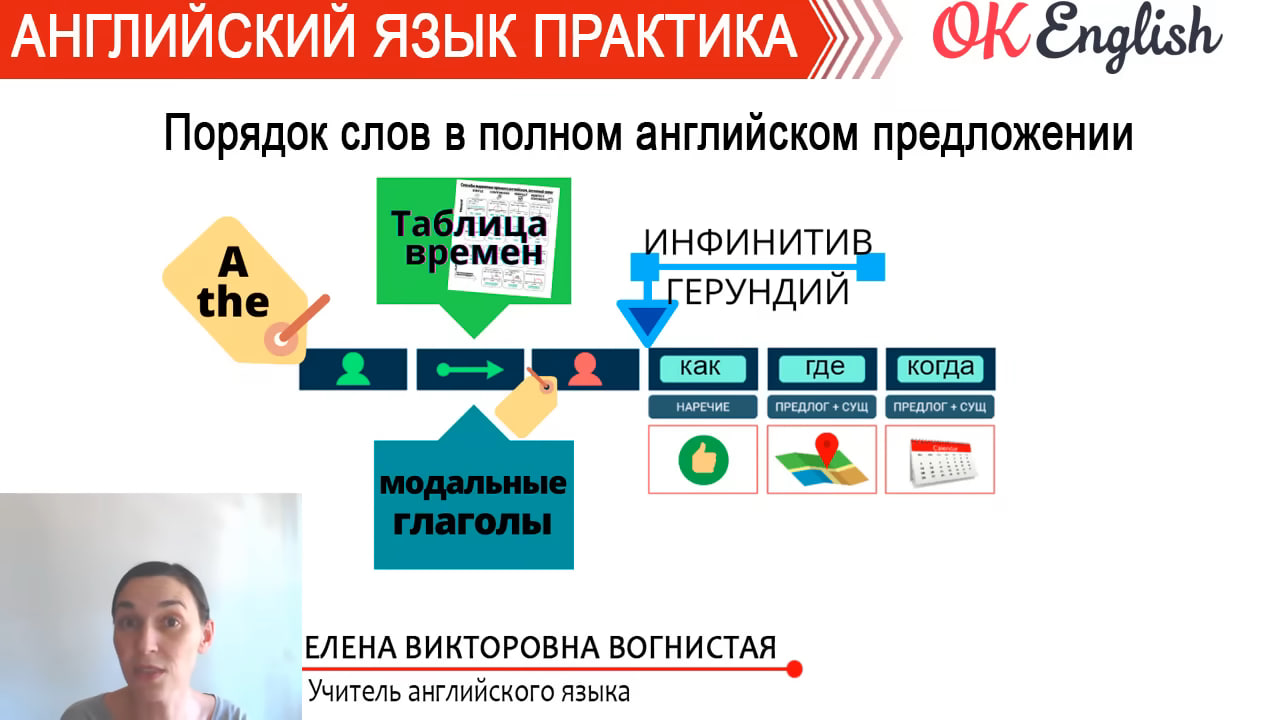 АНГЛИЙСКИЙ ЯЗЫК ПРАКТИКА
OK English
Порядок слов в полном английском предложении
A
the
Таблица
времен
ИНФИНИТИВ
ГЕРУНДИЙ
как
где
когда
НАРЕЧИЕ
ПРЕДЛОГ + СУЩ
ПРЕДЛОГ + СУЩ
модальные
глаголы
ЕЛЕНА ВИКТОРОВНА ВОГНИСТАЯ
Учитель английского языка